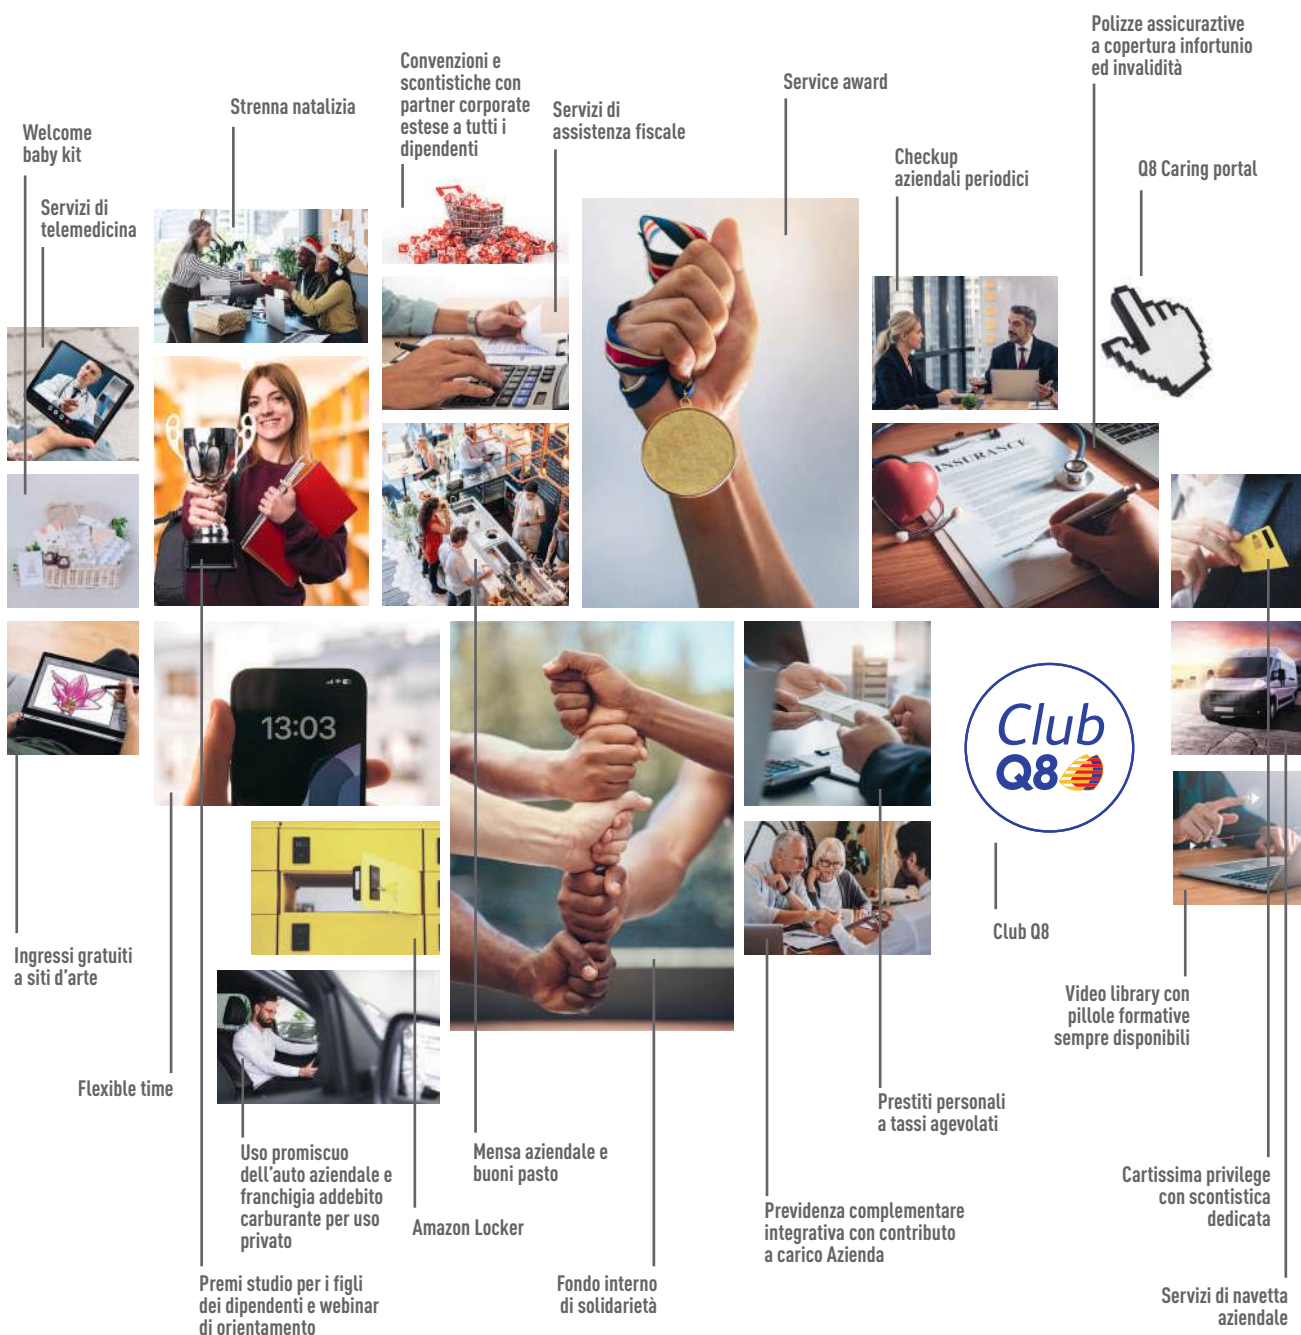 Polizze assicuraztive
a copertura infortunio
ed invalidità
Convenzioni e
scontistiche con
partner corporate
estese a tutti i
dipendenti
Service award
Strenna natalizia
Servizi di
assistenza fiscale
Welcome
baby kit
Checkup
aziendali periodici
Q8 Caring portal
Servizi di
telemedicina
INSURANCE
13:03
Club
Q8
Club Q8
Ingressi gratuiti
a siti d'arte
Video library con
pillole formative
sempre disponibili
Flexible time
Prestiti personali
a tassi agevolati
Uso promiscuo
dell'auto aziendale e
franchigia addebito
carburante per uso
privato
Mensa aziendale e
buoni pasto
Cartissima privilege
con scontistica
dedicata
Previdenza complementare
integrativa con contributo
a carico Azienda
Amazon Locker
Premi studio per i figli
dei dipendenti e webinar
di orientamento
Fondo interno
di solidarietà
Servizi di navetta
aziendale